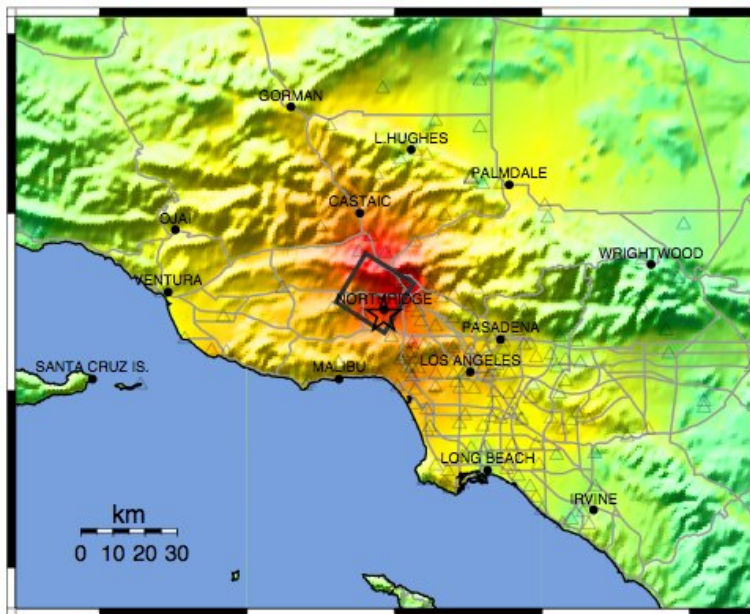 GORMAN
L.HUGHES
PALMDALE
CASTAIC
OJAI
WRIGHTWOOD
VENTURA
NORTHRIDGE
PASADENA
SANTA CRUZ IS.
MALIBU
LOS ANGELES
LONG BEACH
IRVINE
km
0 10 20 30